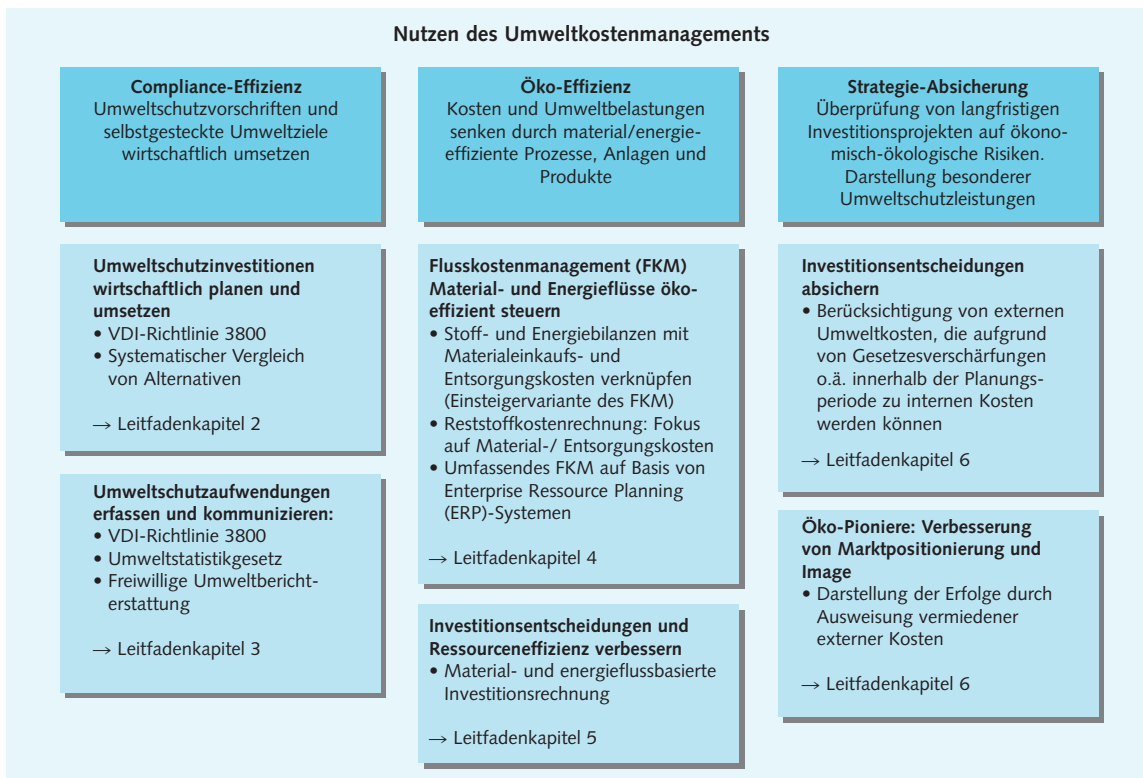 Nutzen des Umweltkostenmanagements
Compliance-Effizienz
Umweltschutzvorschriften und
selbstgesteckte Umweltziele
wirtschaftlich umsetzen
Umweltschutzinvestitionen
wirtschaftlich planen und
umsetzen
• VDI-Richtlinie 3800
• Systematischer Vergleich
von Alternativen
→ Leitfadenkapitel 2
Umweltschutzaufwendungen
erfassen und kommunizieren:
• VDI-Richtlinie 3800
• Umweltstatistikgesetz
• Freiwillige Umweltbericht-
erstattung
→ Leitfadenkapitel 3
Öko-Effizienz
Kosten und Umweltbelastungen
senken durch material/energie-
effiziente Prozesse, Anlagen und
Produkte
Flusskostenmanagement (FKM)
Material- und Energieflüsse öko-
effizient steuern
• Stoff- und Energiebilanzen mit
Materialeinkaufs- und
Entsorgungskosten verknüpfen
(Einsteigervariante des FKM)
• Reststoffkostenrechnung: Fokus
auf Material-/ Entsorgungskosten
• Umfassendes FKM auf Basis von
Enterprise Ressource Planning
(ERP)-Systemen
→ Leitfadenkapitel 4
Investitionsentscheidungen und
Ressourceneffizienz verbessern
• Material- und energieflussbasierte
Investitionsrechnung
→ Leitfadenkapitel 5
Strategie-Absicherung
Überprüfung von langfristigen
Investitionsprojekten auf ökono-
misch-ökologische Risiken.
Darstellung besonderer
Umweltschutzleistungen
Investitionsentscheidungen
absichern
• Berücksichtigung von externen
Umweltkosten, die aufgrund
von Gesetzesverschärfungen
o.ä. innerhalb der Planungs-
periode zu internen Kosten
werden können
→ Leitfadenkapitel 6
Öko-Pioniere: Verbesserung
von Marktpositionierung und
Image
• Darstellung der Erfolge durch
Ausweisung vermiedener
externer Kosten
→ Leitfadenkapitel 6